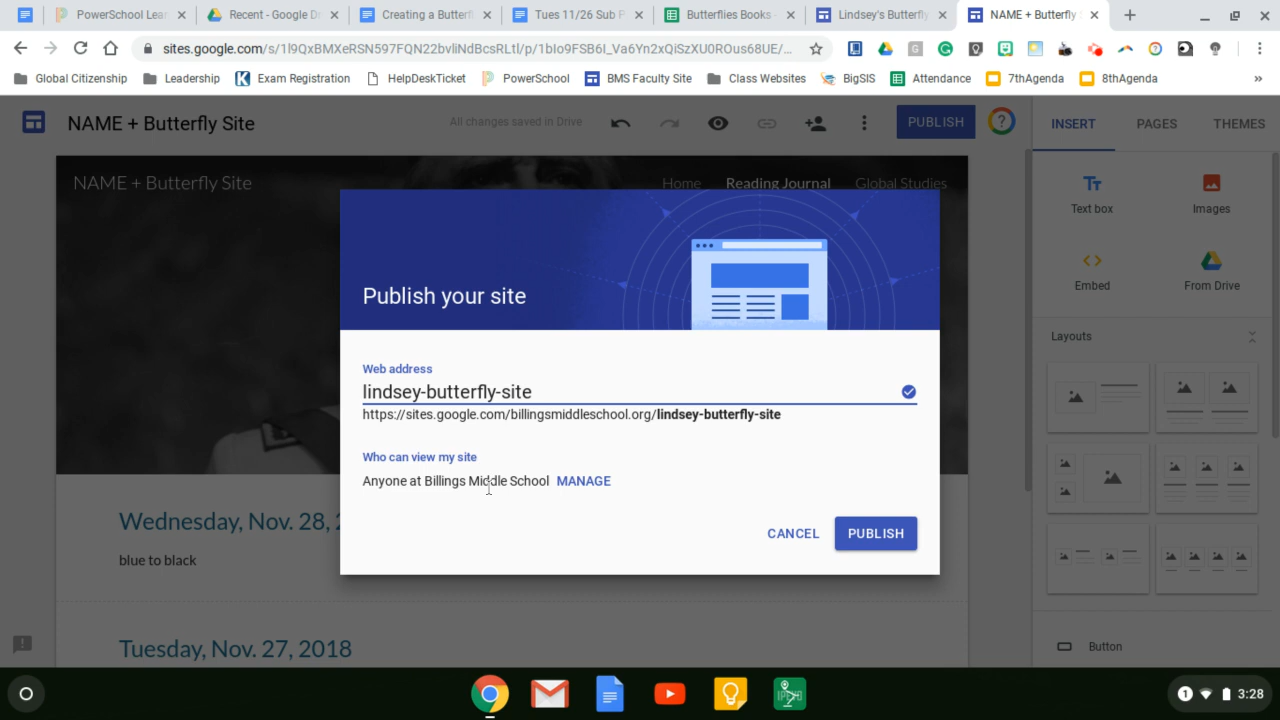 PowerSchool Lea
Recent - Google D
Creating a Butterf
Tues 11/26 Sub P
Butterflies Books -
Lindsey's Butterfly
NAME + Butterfly
sites.google.com/s/1l9QxBMXeRSN597FQN22bvliNdBcsRLtl/p/1bIo9FSB6I_Va6Yn2xQiSzXU0ROus68UE/...
Global Citizenship
Leadership
Exam Registration
HelpDeskTicket
PowerSchool
BMS Faculty Site
Class Websites
BigSIS
Attendance
7thAgenda
8thAgenda
»
NAME + Butterfly Site
All changes saved in Drive
PUBLISH
INSERT
PAGES
THEMES
NAME + Butterfly Site
Home
Reading Journal
Global Studies
Text box
Images
Embed
From Drive
Layouts
Publish your site
Web address
lindsey-butterfly-site
https://sites.google.com/billingsmiddleschool.org/lindsey-butterfly-site
Who can view my site
Anyone at Billings Middle School MANAGE
CANCEL
PUBLISH
Wednesday, Nov. 28, 2
blue to black
Tuesday, Nov. 27, 2018
Button
1
3:28